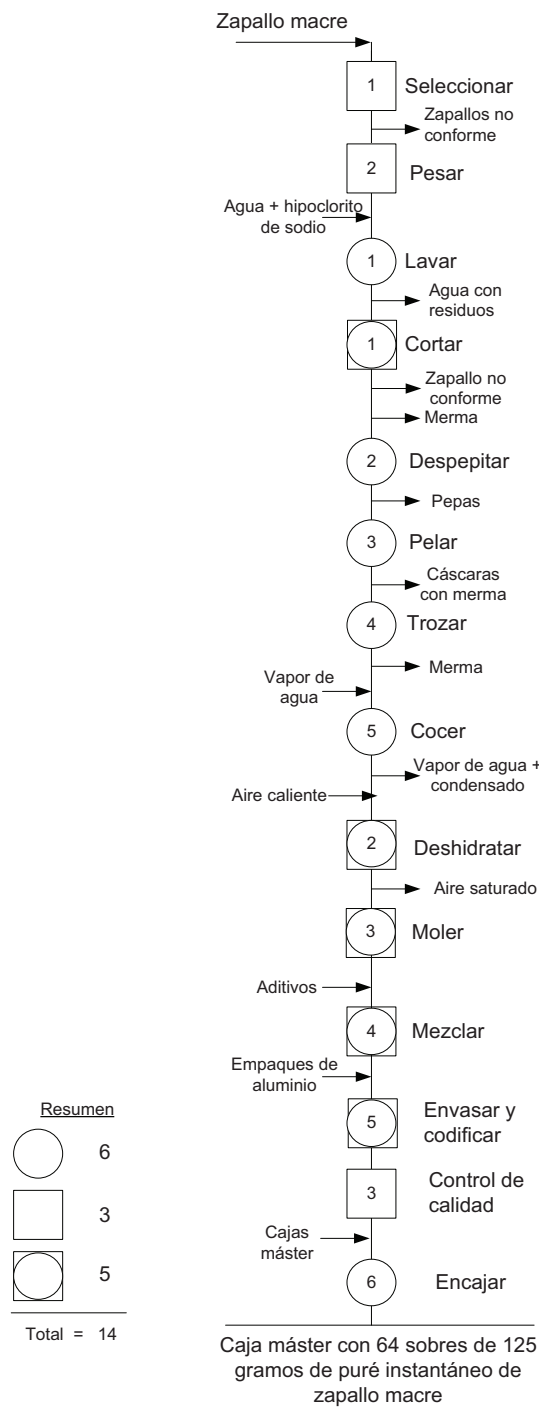 Zapallo macre
1
Seleccionar
Zapallos no
conforme
2
Pesar
Agua + hipoclorito
de sodio
1
Lavar
Agua con
residuos
1
Cortar
Zapallo no
conforme
Merma
2
Despepitar
Pepas
3
Pelar
Cáscaras
con merma
4
Trozar
Merma
Vapor de
agua
5
Cocer
Vapor de agua +
condensado
Aire caliente
2
Deshidratar
Aire saturado
3
Moler
Aditivos
4
Mezclar
Empaques de
aluminio
5
Envasar y
codificar
3
Control de
calidad
Cajas
máster
6
Encajar
Resumen
6
3
5
Total = 14
Caja máster con 64 sobres de 125
gramos de puré instantáneo de
zapallo macre